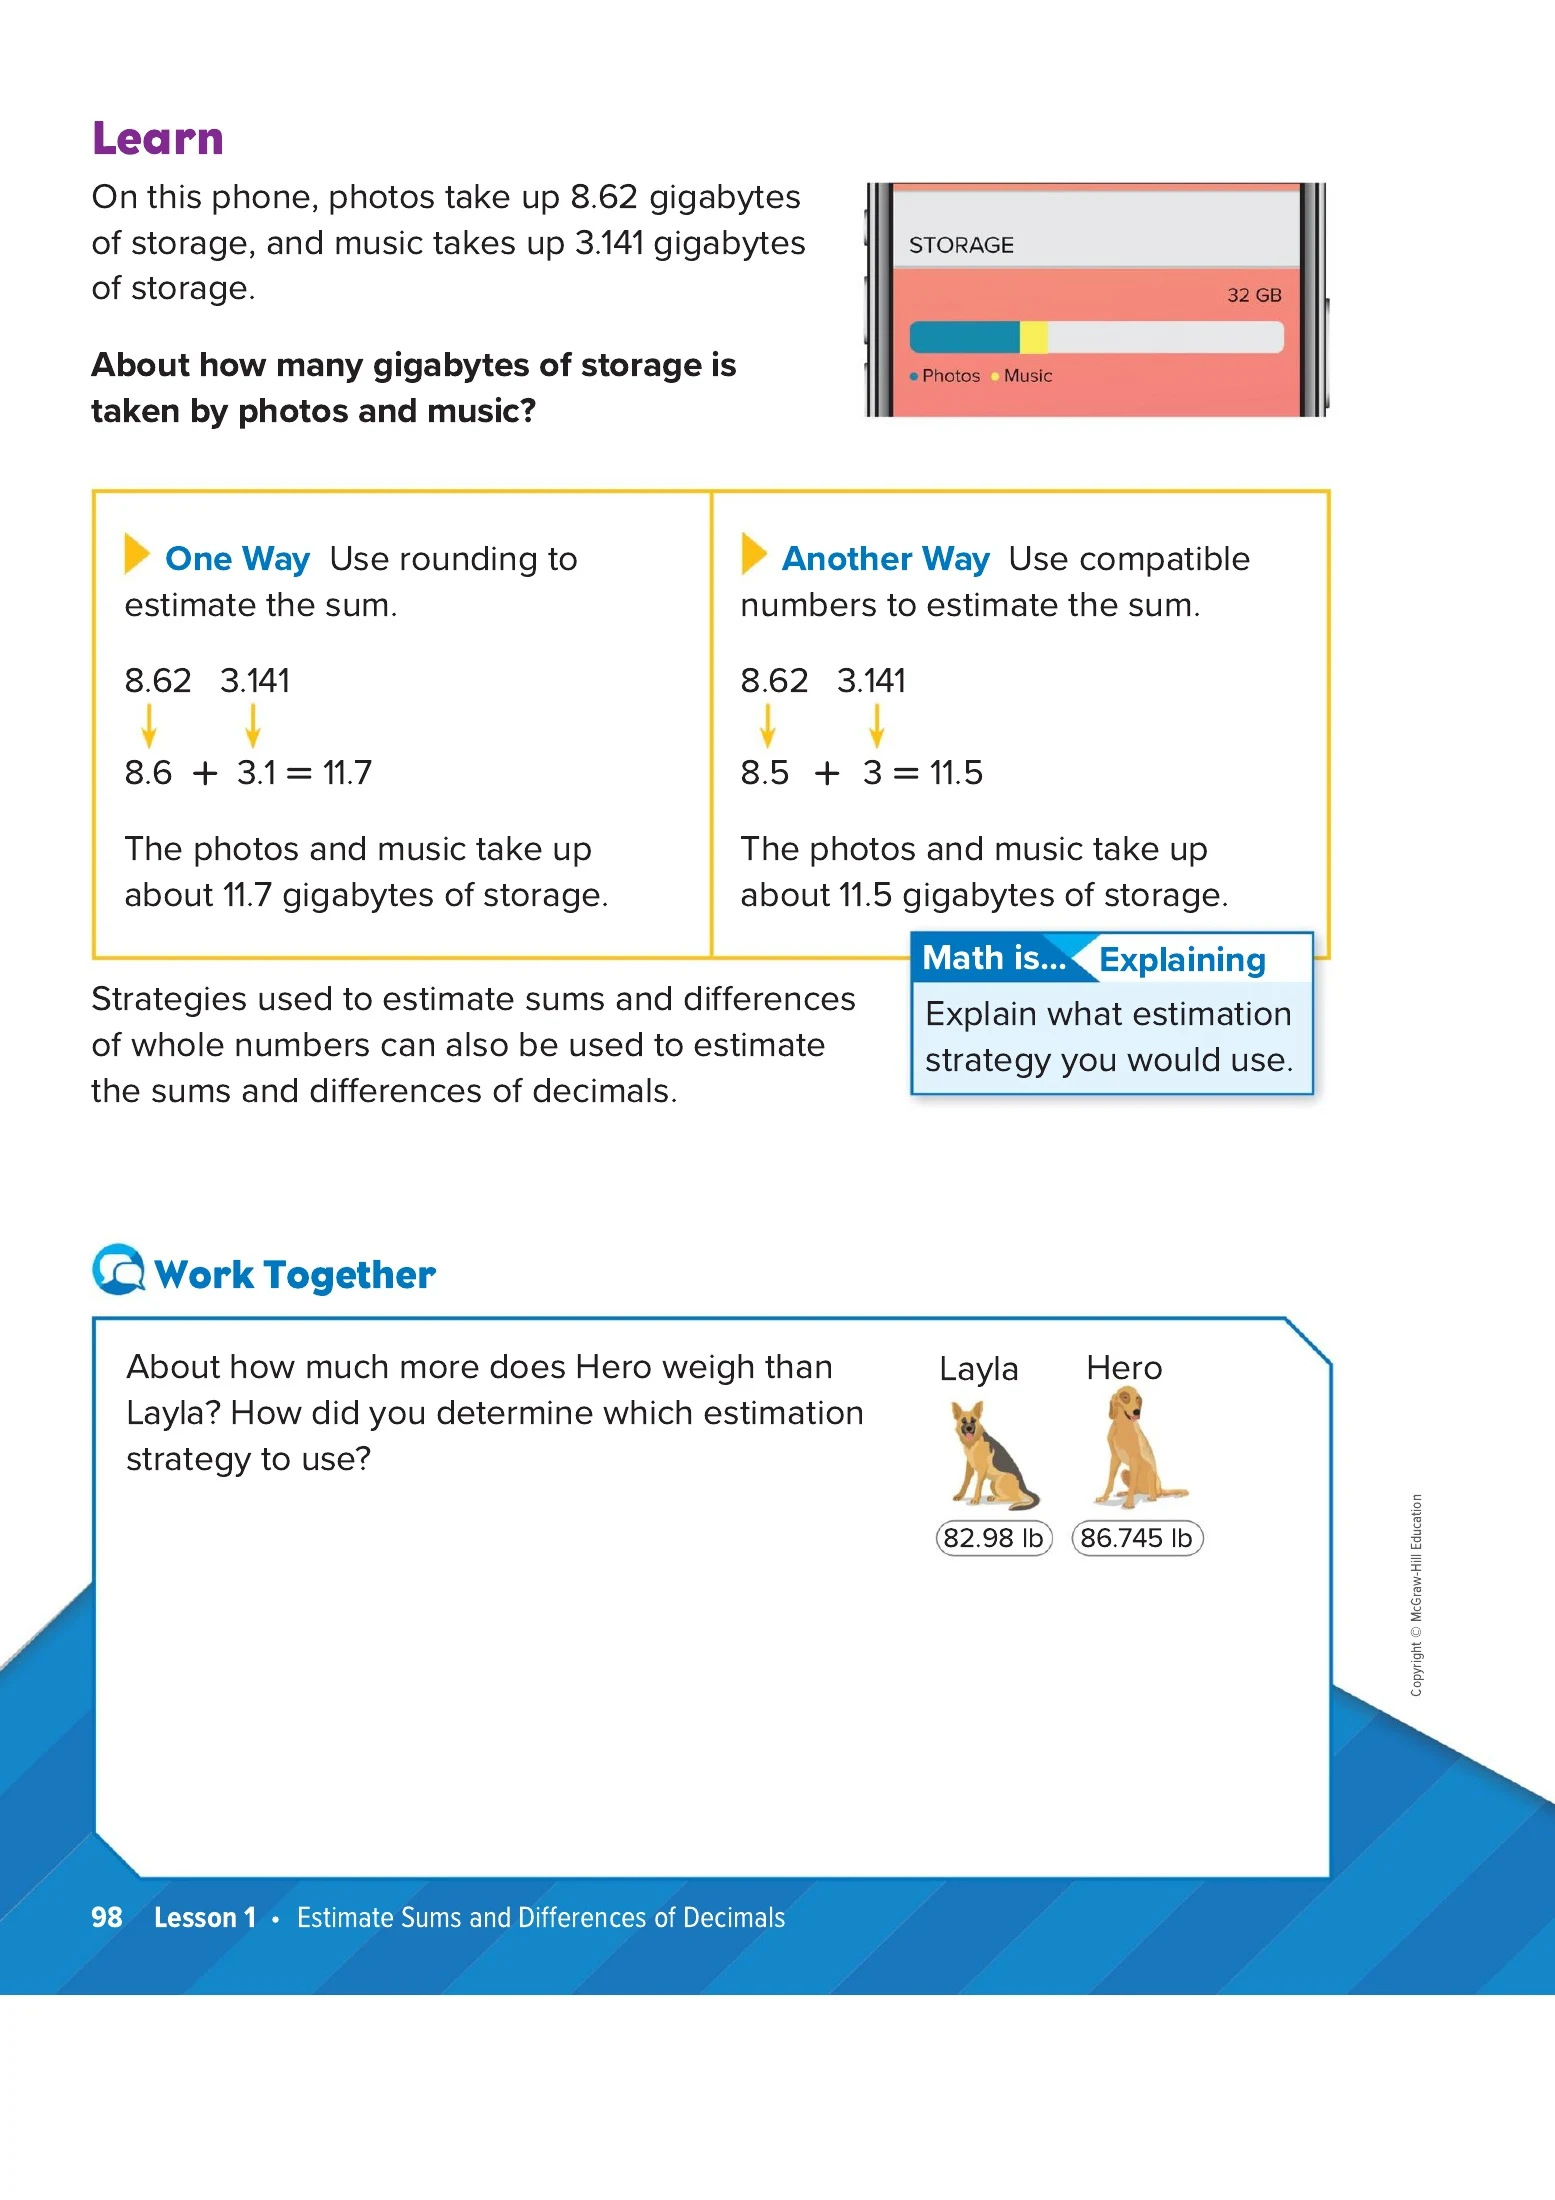 Learn
On this phone, photos take up 8.62 gigabytes
of storage, and music takes up 3.141 gigabytes
of storage.
About how many gigabytes of storage is
taken by photos and music?
STORAGE
32 GB
• Photos • Music
One Way Use rounding to
estimate the sum.
8.62 3.141
8.6 + 3.1 = 11.7
The photos and music take up
about 11.7 gigabytes of storage.
Another Way Use compatible
numbers to estimate the sum.
8.62 3.141
8.5 + 3 = 11.5
The photos and music take up
about 11.5 gigabytes of storage.
Strategies used to estimate sums and differences
of whole numbers can also be used to estimate
the sums and differences of decimals.
Math is... Explaining
Explain what estimation
strategy you would use.
Work Together
About how much more does Hero weigh than
Layla? How did you determine which estimation
strategy to use?
Layla Hero
82.98 lb 86.745 lb
Copyright © McGraw-Hill Education
98 Lesson 1 • Estimate Sums and Differences of Decimals